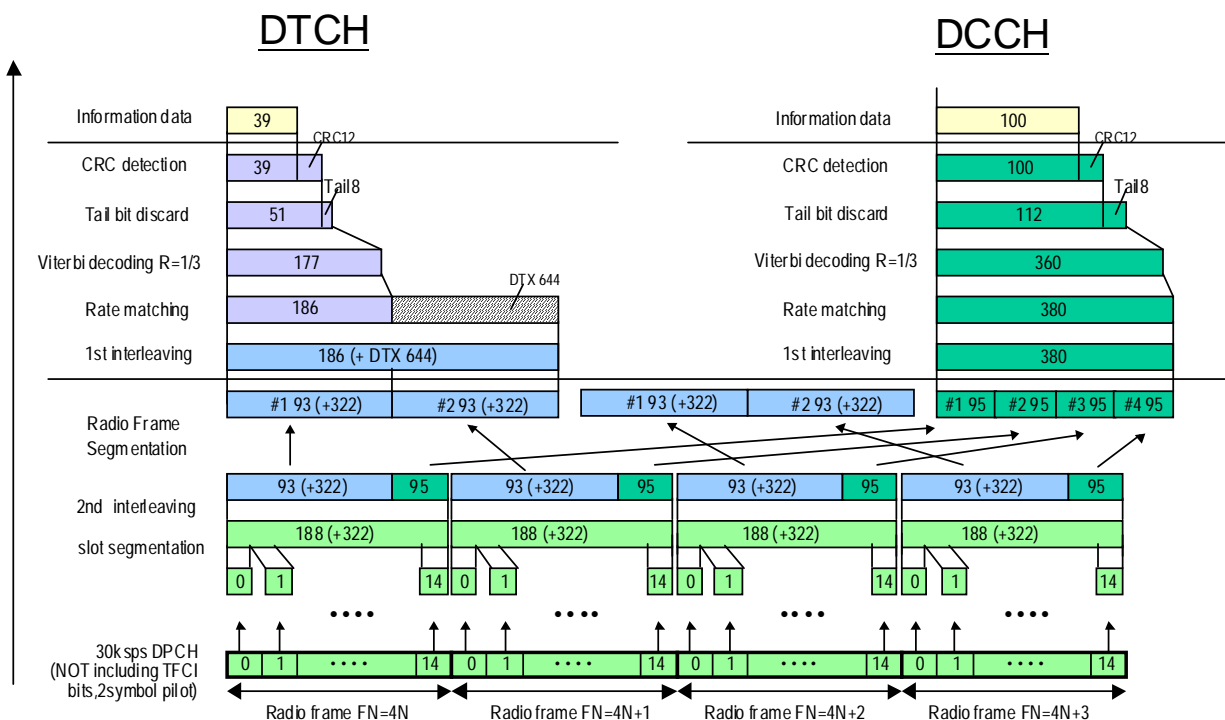 DTCH
DCCH
Information data
39
Information data
100
CRC12
CRC12
CRC detection
39
CRC detection
100
Tail8
Tail8
Tail bit discard
51
Tail bit discard
112
Viterbi decoding R=1/3
177
Viterbi decoding R=1/3
360
DTX 644
Rate matching
186
Rate matching
380
1st interleaving
186 (+ DTX 644)
1st interleaving
380
#1 93 (+322)
#2 93 (+322)
#1 93 (+322)
#2 93 (+322)
#1 95
#2 95
#3 95
#4 95
Radio Frame
Segmentation
93 (+322)
95
93 (+322)
95
93 (+322)
95
93 (+322)
95
2nd interleaving
188 (+322)
188 (+322)
188 (+322)
188 (+322)
slot segmentation
0
1
14
0
1
14
0
1
14
0
1
14
30ksps DPCH
(NOT including TFCI
bits,2symbol pilot)
0
1
14
0
1
14
0
1
14
0
1
14
Radio frame FN=4N
Radio frame FN=4N+1
Radio frame FN=4N+2
Radio frame FN=4N+3